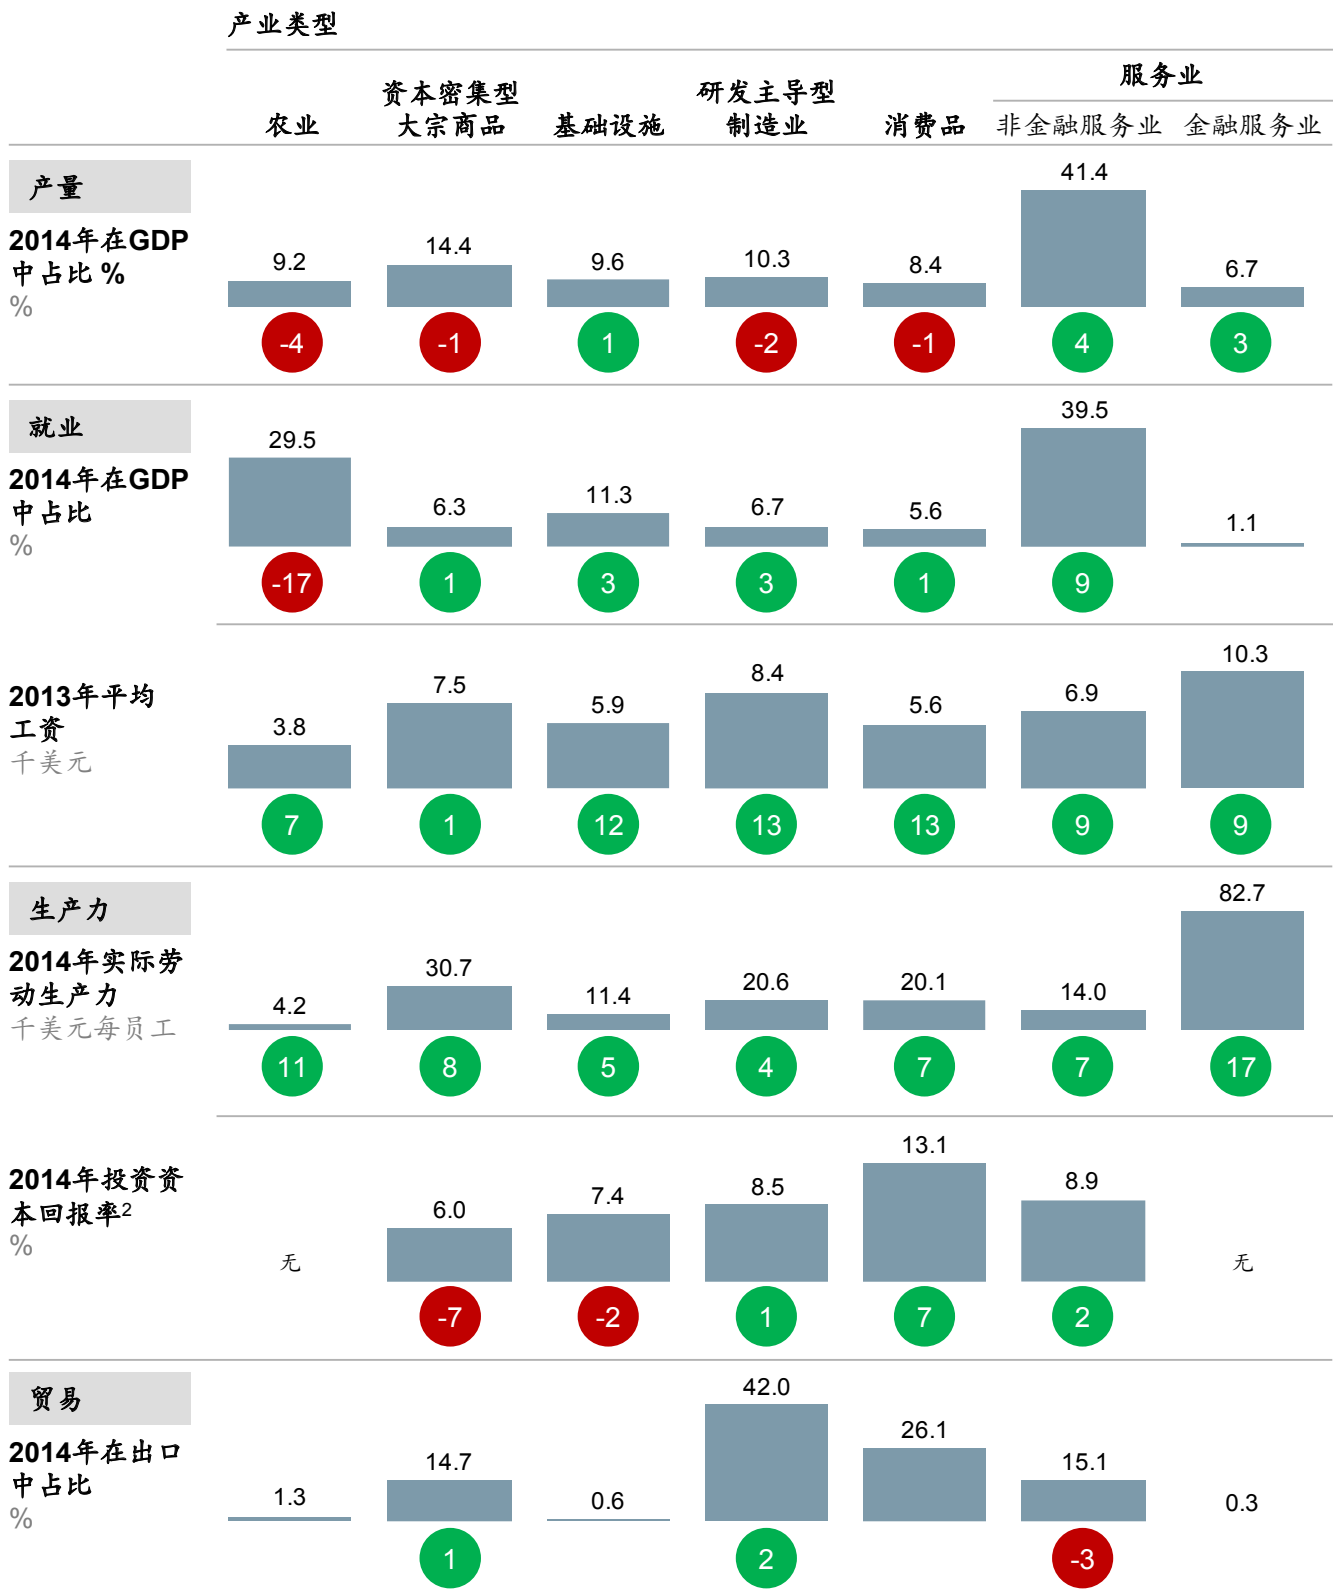 产业类型
服务业
农业
资本密集型
大宗商品
基础设施
研发主导型
制造业
消费品
非金融服务业
金融服务业
产量
2014年在GDP
中占比 %
%
9.2 14.4 9.6 10.3 8.4 41.4 6.7
-4 -1 1 -2 -1 4 3
就业
2014年在GDP
中占比
%
29.5 6.3 11.3 6.7 5.6 39.5 1.1
-17 1 3 3 1 9
2013年平均
工资
千美元
3.8 7.5 5.9 8.4 5.6 6.9 10.3
7 1 12 13 13 9 9
生产力
2014年实际劳
动生产力
千美元每员工
4.2 30.7 11.4 20.6 20.1 14.0 82.7
11 8 5 4 7 7 17
2014年投资资
本回报率2
%
无 6.0 7.4 8.5 13.1 8.9 无
-7 -2 1 7 2
贸易
2014年在出口
中占比
%
1.3 14.7 0.6 42.0 26.1 15.1 0.3
1 2 -3